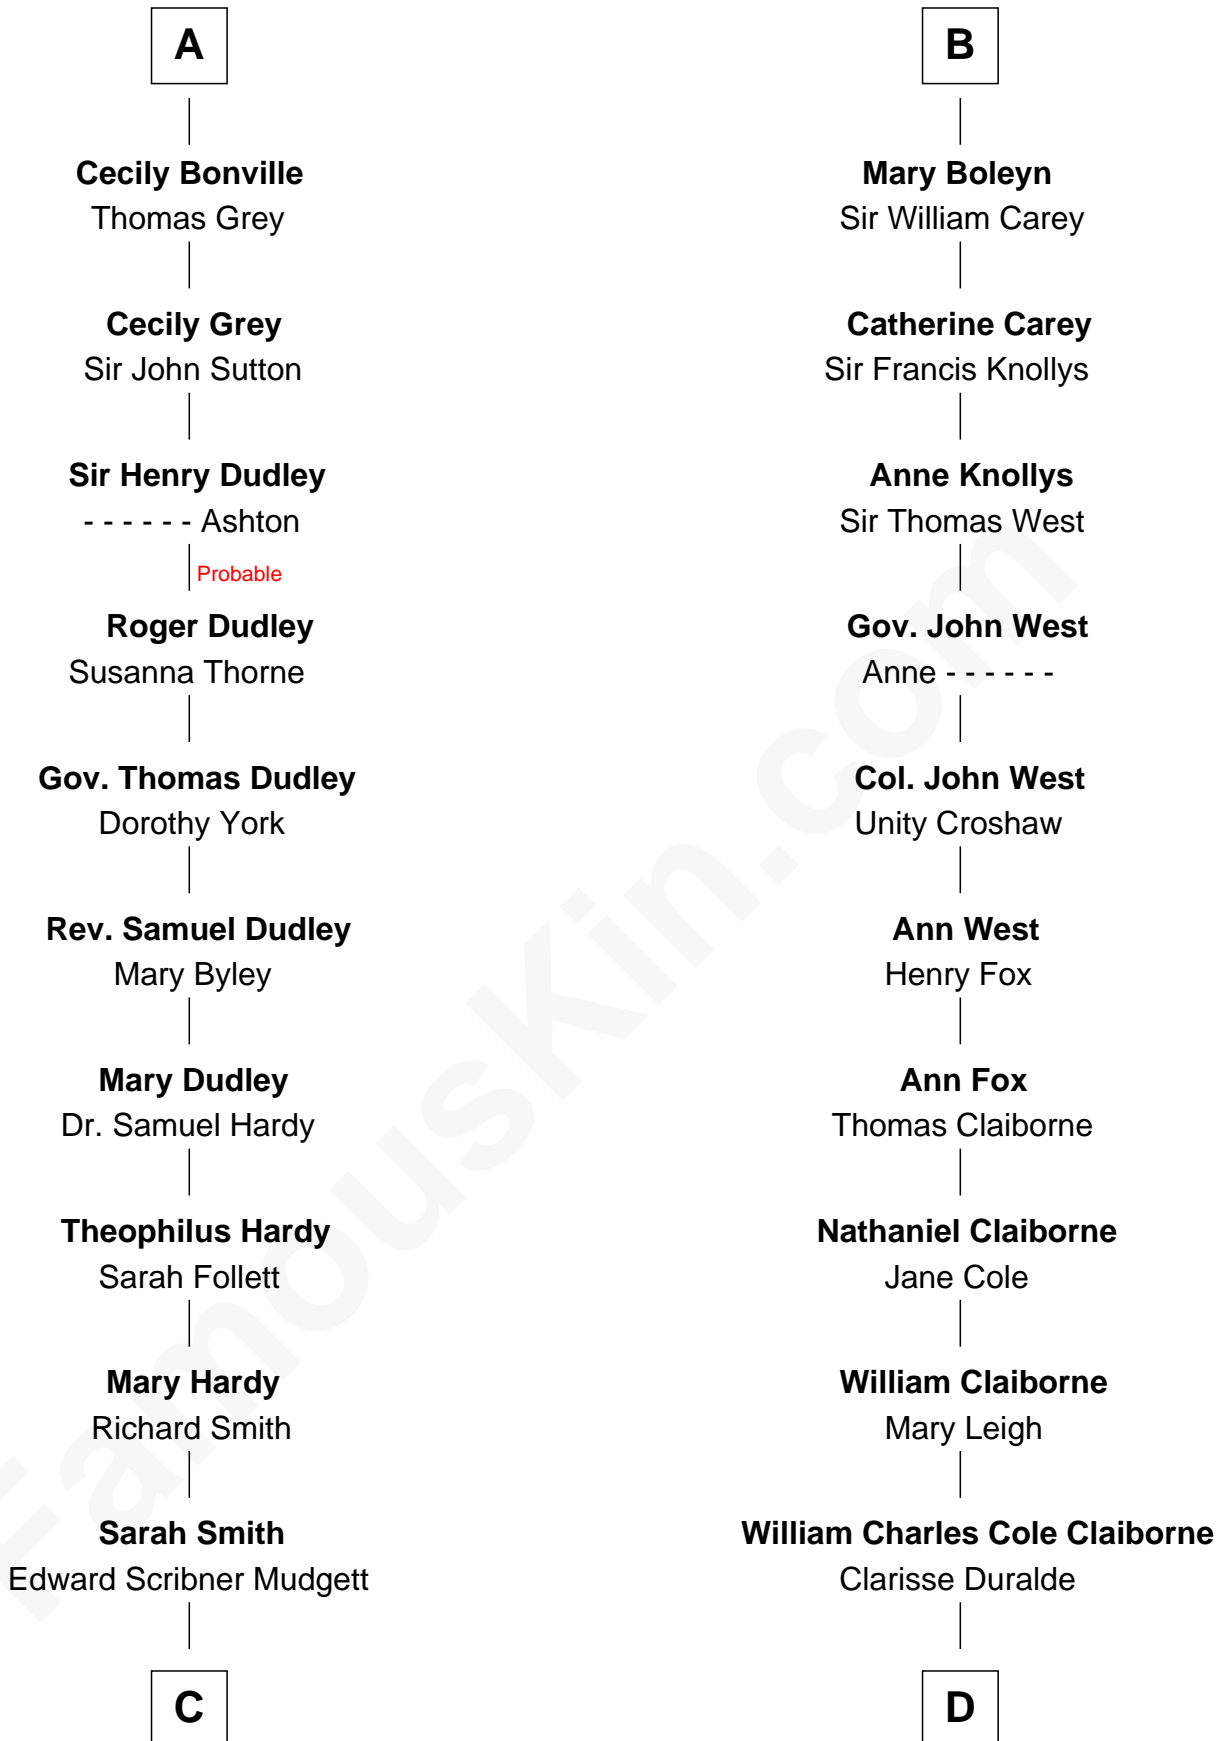 A
B
Cecily Bonville
Thomas Grey
Mary Boleyn
Sir William Carey
Cecily Grey
Sir John Sutton
Catherine Carey
Sir Francis Knollys
Sir Henry Dudley
- - - - - - Ashton
Anne Knollys
Sir Thomas West
Probable
Roger Dudley
Susanna Thorne
Gov. John West
Anne - - - - - -
Gov. Thomas Dudley
Dorothy York
Col. John West
Unity Croshaw
Rev. Samuel Dudley
Mary Byley
Ann West
Henry Fox
Mary Dudley
Dr. Samuel Hardy
Ann Fox
Thomas Claiborne
Theophilus Hardy
Sarah Follett
Nathaniel Claiborne
Jane Cole
Mary Hardy
Richard Smith
William Claiborne
Mary Leigh
Sarah Smith
Edward Scribner Mudgett
William Charles Cole Claiborne
Clarisse Duralde
C
D
FamousKin.com